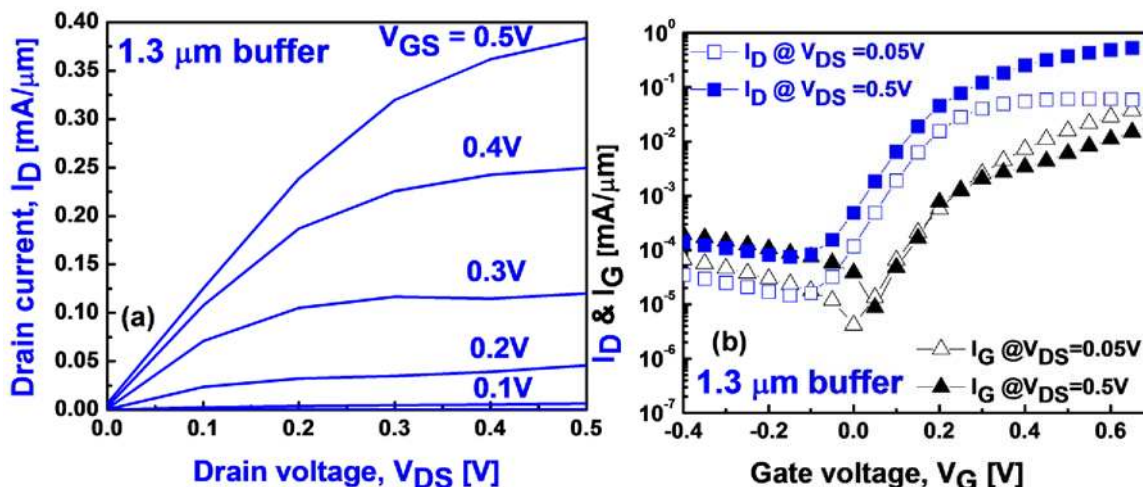 0.40
0.35
0.30
0.25
0.20
0.15
0.10
0.05
0.00
Drain current, I_D [mA/μm]
1.3 μm buffer
V_GS = 0.5V
0.4V
0.3V
0.2V
0.1V
(a)
0.0 0.1 0.2 0.3 0.4 0.5
Drain voltage, V_DS [V]
10^0
10^-1
10^-2
10^-3
10^-4
10^-5
10^-6
10^-7
I_D & I_G [mA/μm]
I_D @ V_DS =0.05V
I_D @ V_DS =0.5V
(b)
I_G @V_DS=0.05V
I_G @V_DS=0.5V
1.3 μm buffer
-0.4 -0.2 0.0 0.2 0.4 0.6
Gate voltage, V_G [V]